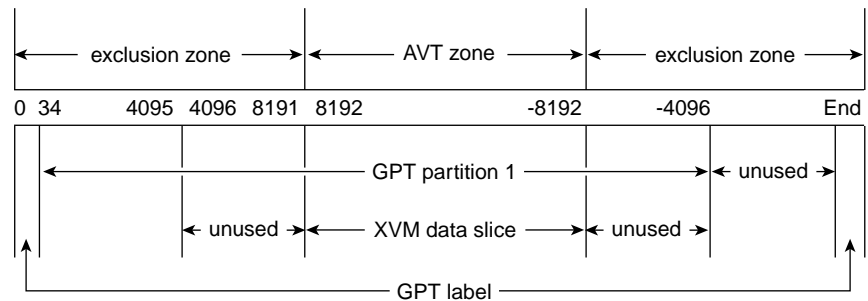 exclusion zone AVT zone exclusion zone
0 34 4095 4096 8191 8192 -8192 -4096 End
GPT partition 1 unused
unused XVM data slice unused
GPT label